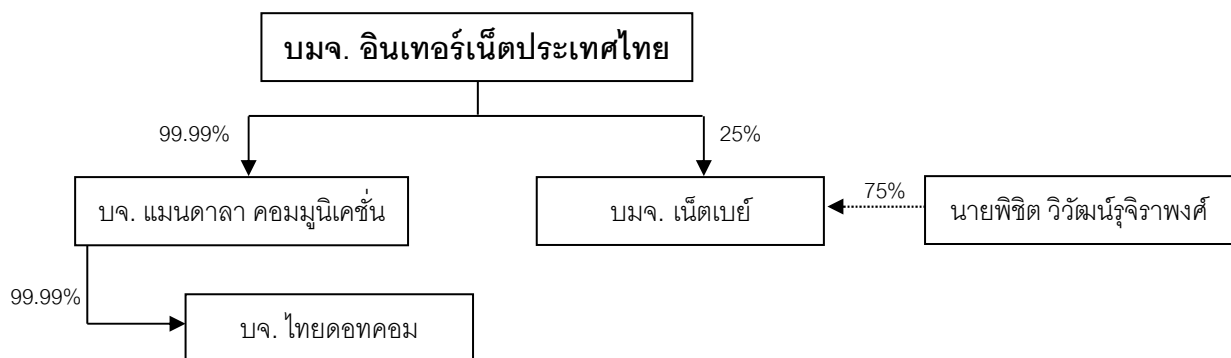 บมจ. อินเทอร์เน็ตประเทศไทย
99.99%
25%
บจ. แมนดาลา คอมมูนิเคชั่น
บมจ. เน็ตเบย์
75%
นายพิชิต วิวัฒน์รุจิราพงศ์
99.99%
บจ. ไทยดอทคอม